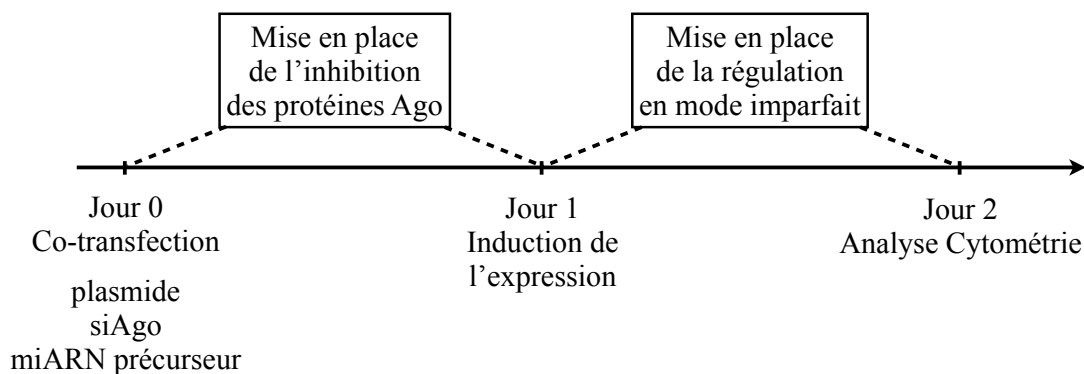 Mise en place
de l'inhibition
des protéines Ago
Mise en place
de la régulation
en mode imparfait
Jour 0
Co-transfection
plasmide
siAgo
miARN précurseur
Jour 1
Induction de
l'expression
Jour 2
Analyse Cytométrie